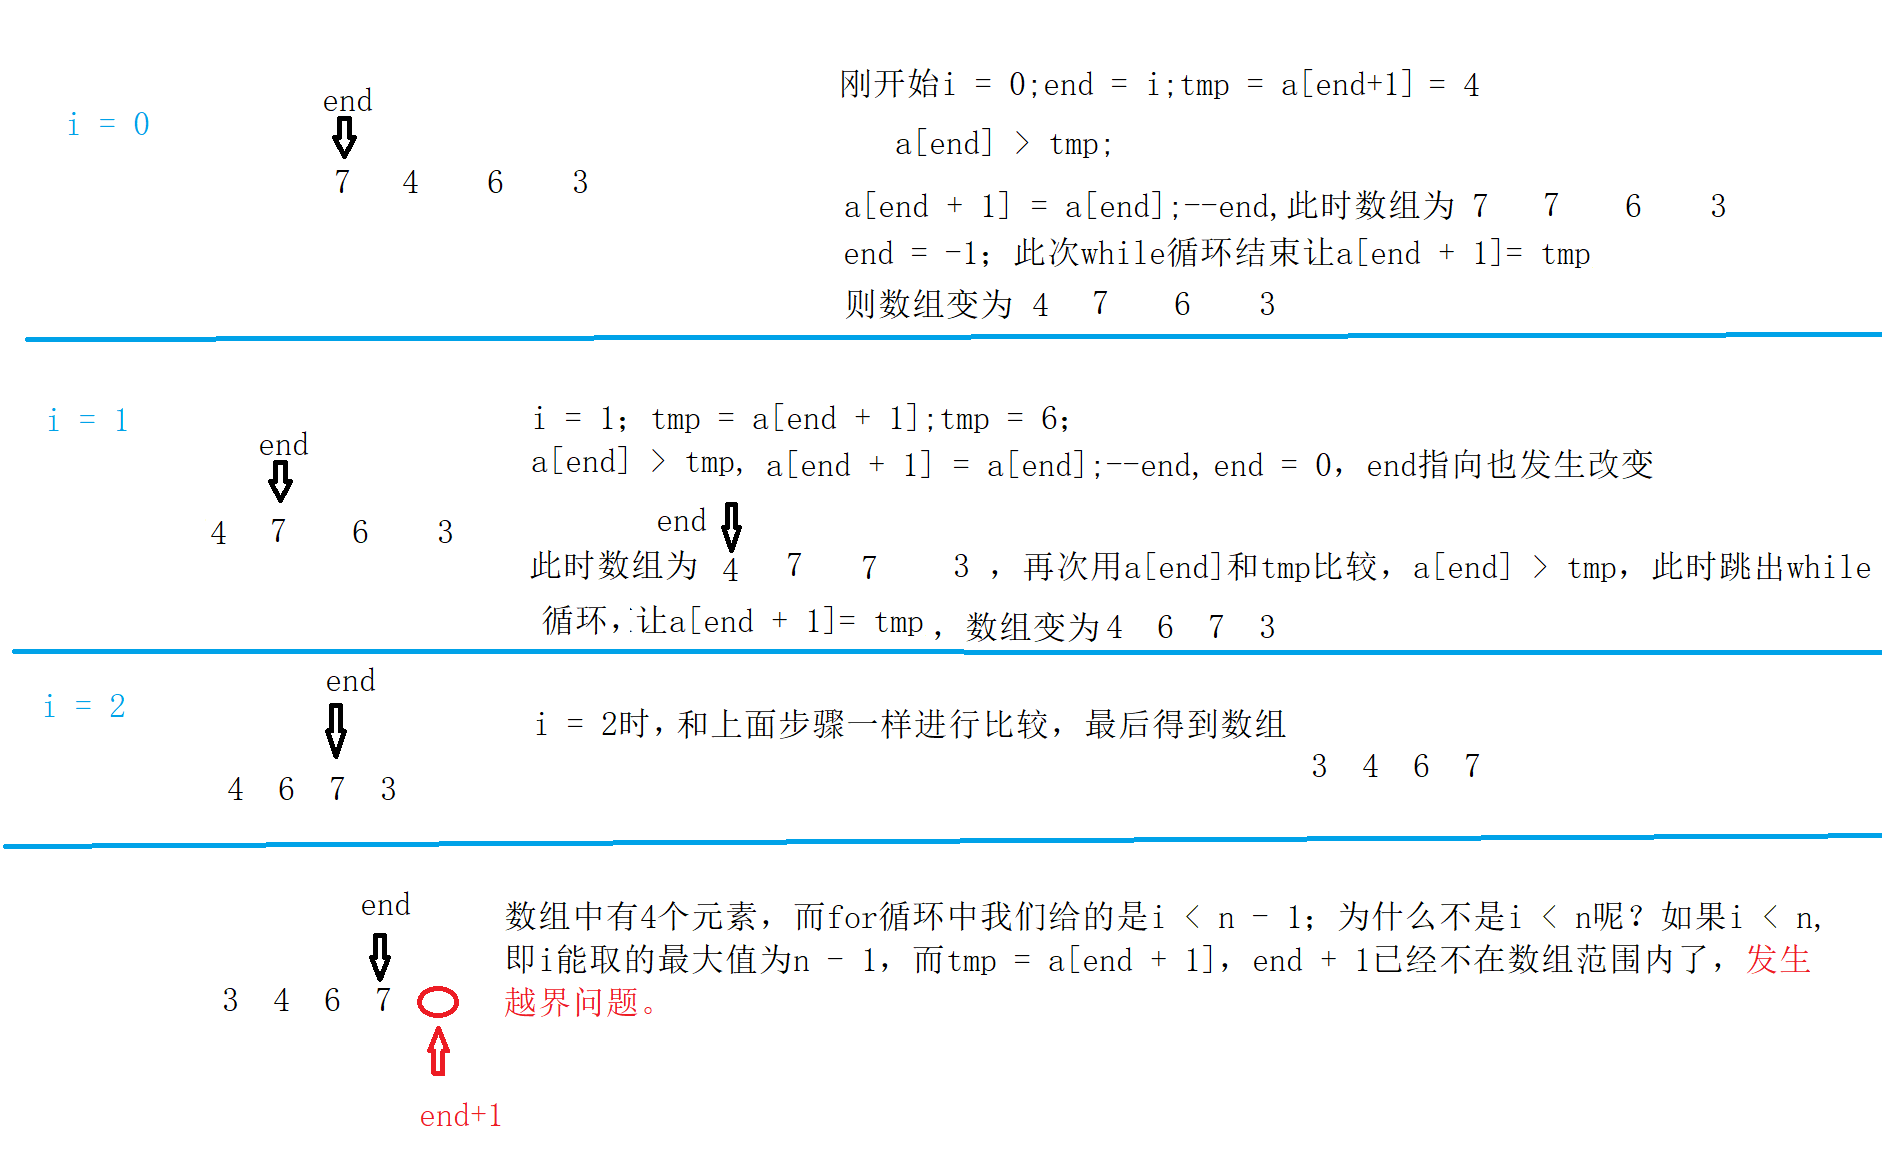 刚开始i = 0;end = i;tmp = a[end+1] = 4
end
i = 0
a[end] > tmp;
7 4 6 3
a[end + 1] = a[end];--end,此时数组为 7 7 6 3
end = -1; 此次while循环结束让a[end + 1]= tmp
则数组变为 4 7 6 3
i = 1
i = 1; tmp = a[end + 1];tmp = 6;
end
a[end] > tmp, a[end + 1] = a[end];--end, end = 0, end指向也发生改变
4 7 6 3
end
此时数组为 4 7 7 3 , 再次用a[end]和tmp比较, a[end] > tmp, 此时跳出while
循环, 让a[end + 1]= tmp , 数组变为4 6 7 3
end
i = 2
i = 2时, 和上面步骤一样进行比较, 最后得到数组
3 4 6 7
4 6 7 3
end
数组中有4个元素, 而for循环中我们给的是i < n - 1; 为什么不是i < n呢? 如果i < n,
即i能取的最大值为n - 1, 而tmp = a[end + 1], end + 1已经不在数组范围内了, 发生
越界问题。
3 4 6 7
end+1